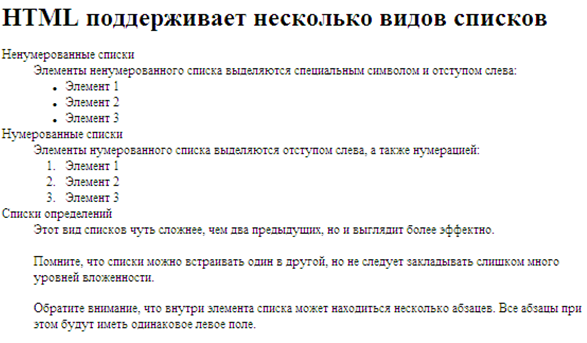 HTML поддерживает несколько видов списков
Ненумерованные списки
Элементы ненумерованного списка выделяются специальным символом и отступом слева:
• Элемент 1
• Элемент 2
• Элемент 3
Нумерованные списки
Элементы нумерованного списка выделяются отступом слева, а также нумерацией:
1. Элемент 1
2. Элемент 2
3. Элемент 3
Списки определений
Этот вид списков чуть сложнее, чем два предыдущих, но и выглядит более эффектно.
Помните, что списки можно встраивать один в другой, но не следует закладывать слишком много
уровней вложенности.
Обратите внимание, что внутри элемента списка может находиться несколько абзацев. Все абзацы при
этом будут иметь одинаковое левое поле.